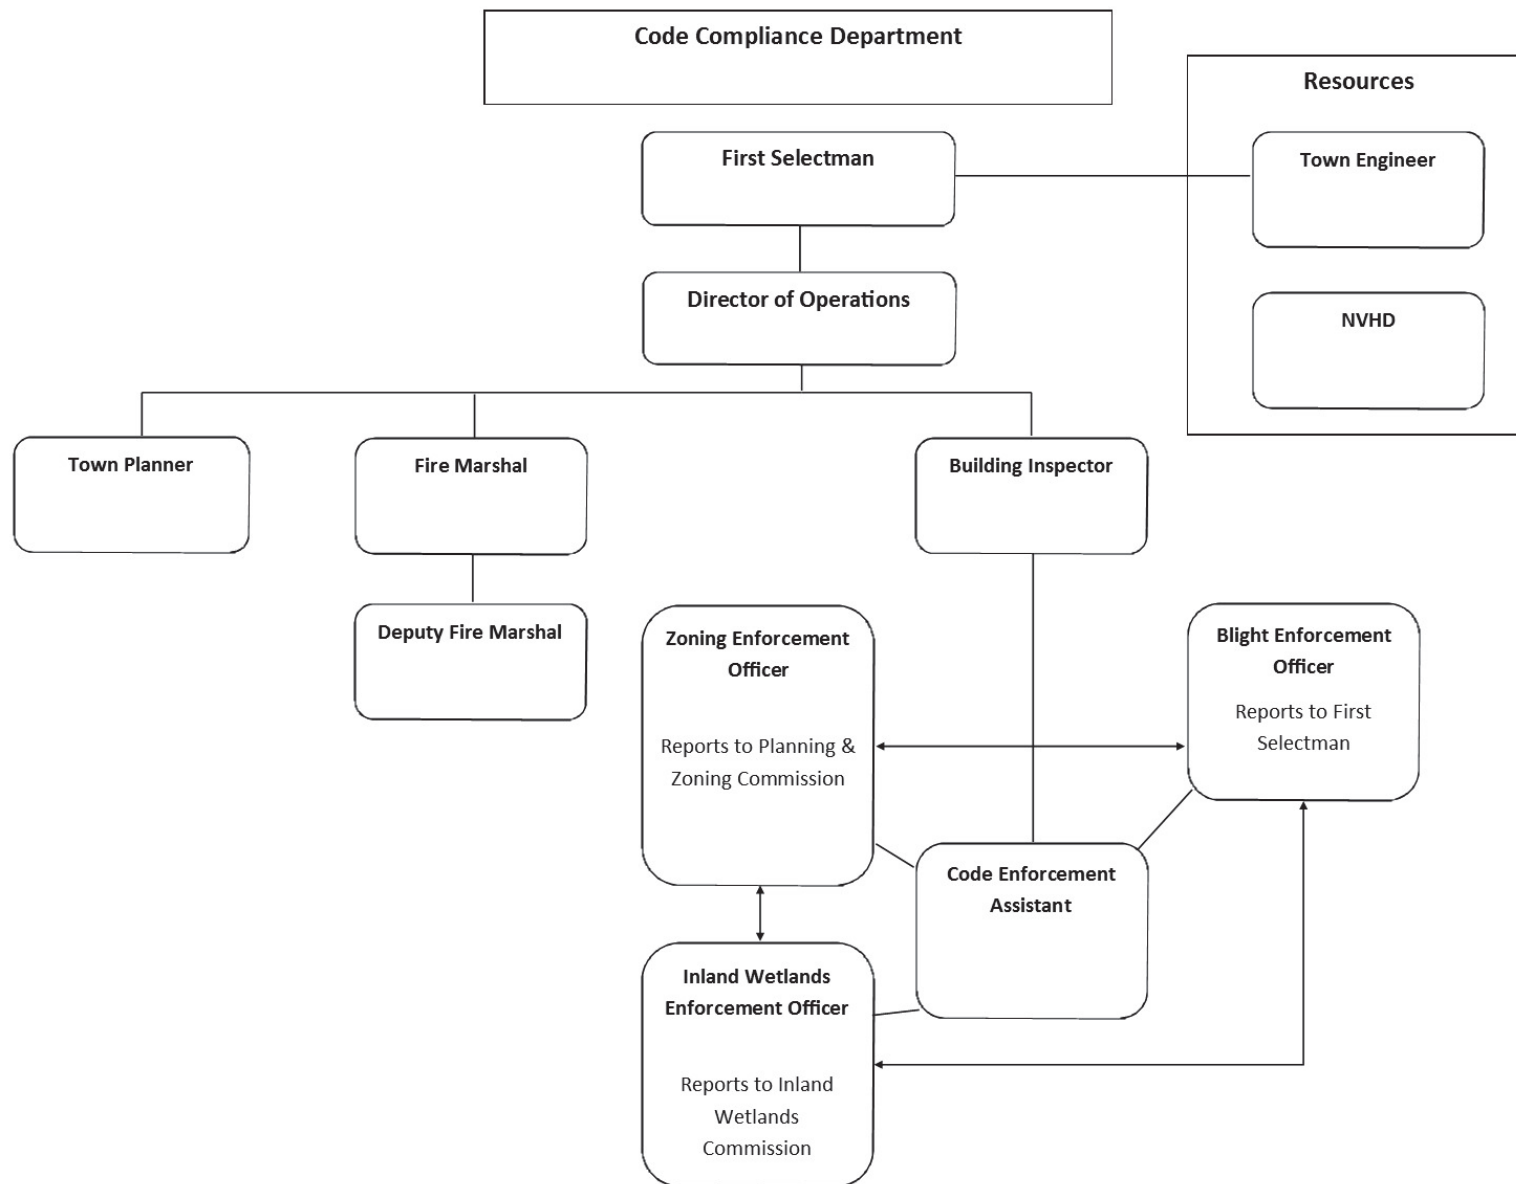 Code Compliance Department
Resources
First Selectman
Town Engineer
Director of Operations
NVHD
Town Planner
Fire Marshal
Building Inspector
Deputy Fire Marshal
Zoning Enforcement
Officer
Reports to Planning &
Zoning Commission
Blight Enforcement
Officer
Reports to First
Selectman
Code Enforcement
Assistant
Inland Wetlands
Enforcement Officer
Reports to Inland
Wetlands
Commission